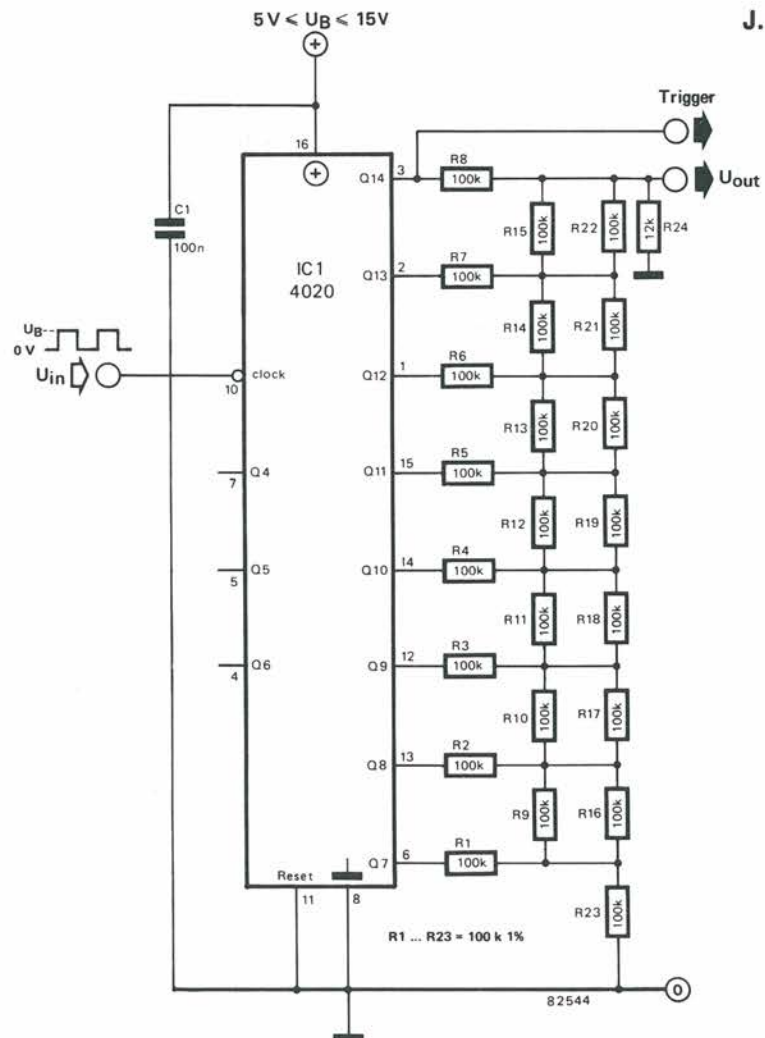 5 V ≤ UB ≤ 15V
J.
+
Trigger
16
+
Q14
3
R8
100k
Uout
C1
100n
R15
100k
R22
100k
12k
R24
IC1
4020
Q13
2
R7
100k
R14
100k
R21
100k
UB
0 V
Uin
10
clock
Q12
1
R6
100k
R13
100k
R20
100k
7
Q4
Q11
15
R5
100k
R12
100k
R19
100k
5
Q5
Q10
14
R4
100k
R11
100k
R18
100k
4
Q6
Q9
12
R3
100k
R10
100k
R17
100k
Q8
13
R2
100k
R9
100k
R16
100k
Q7
6
R1
100k
Reset
11
8
R23
100k
R1 ... R23 = 100 k 1%
82544
0